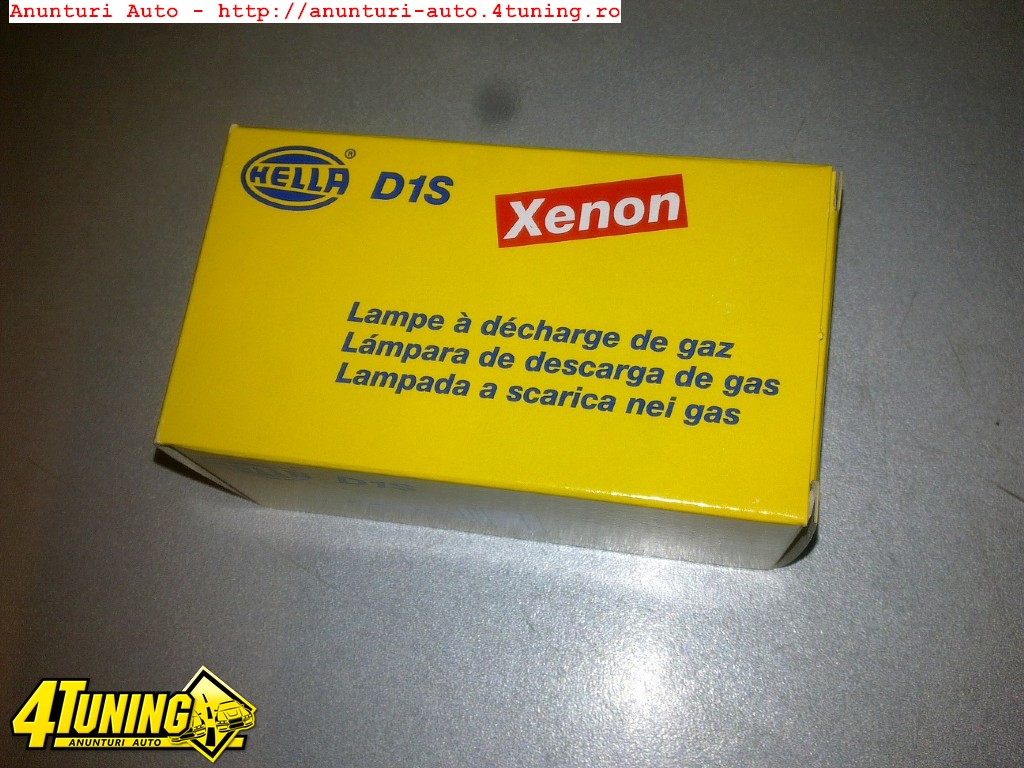 Anunturi Auto - http://anunturi-auto.4tuning.ro
HELLA ® D1S
Xenon
Lampe à décharge de gaz
Lámpara de descarga de gas
Lampada a scarica nei gas
D1S
4TUNING
ANUNTURI AUTO